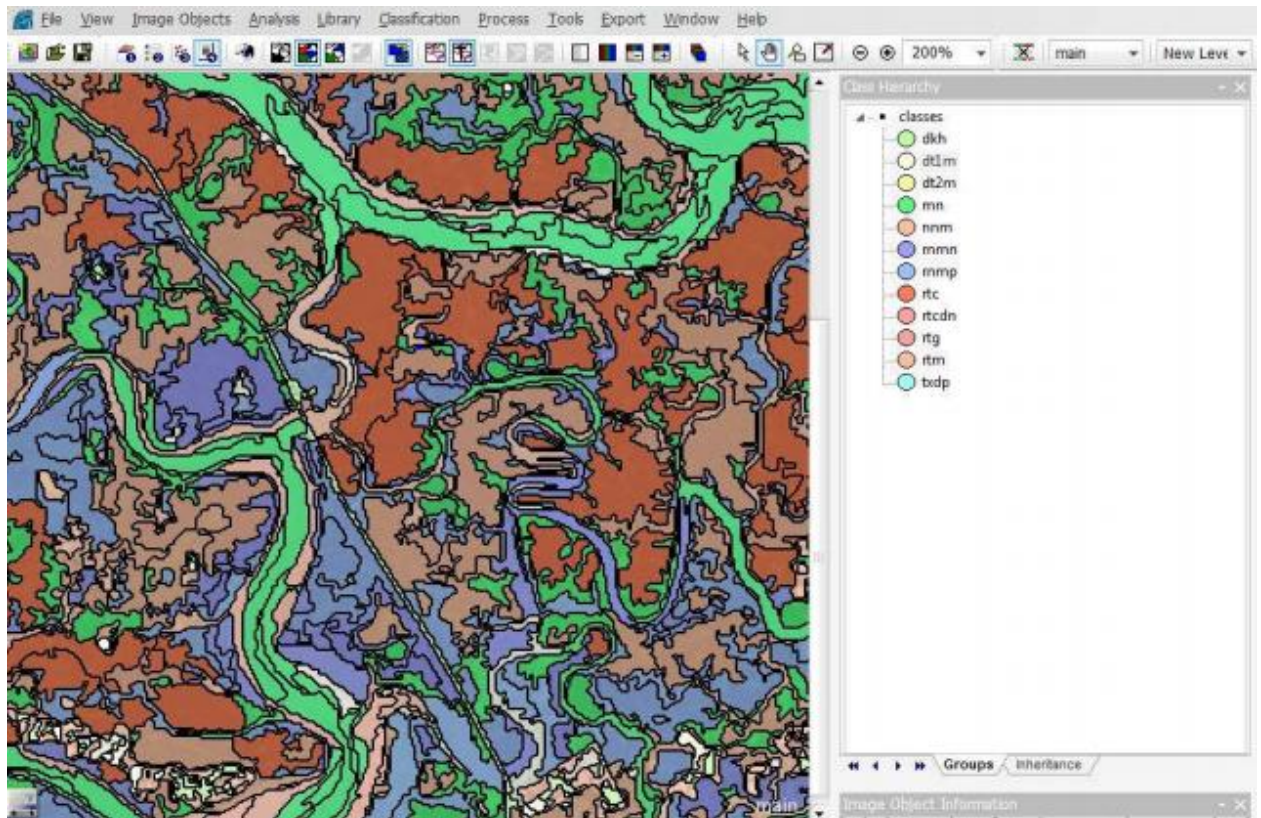 File View Image Objects Analysis Library Classification Process Tools Export Window Help
200% main New Leve
Class Hierarchy
classes
dkh
dt1m
dt2m
mn
nnm
mmn
mmp
rtc
rtcdn
rtg
rtm
txdp
Groups Inheritance
main
Image Object Information